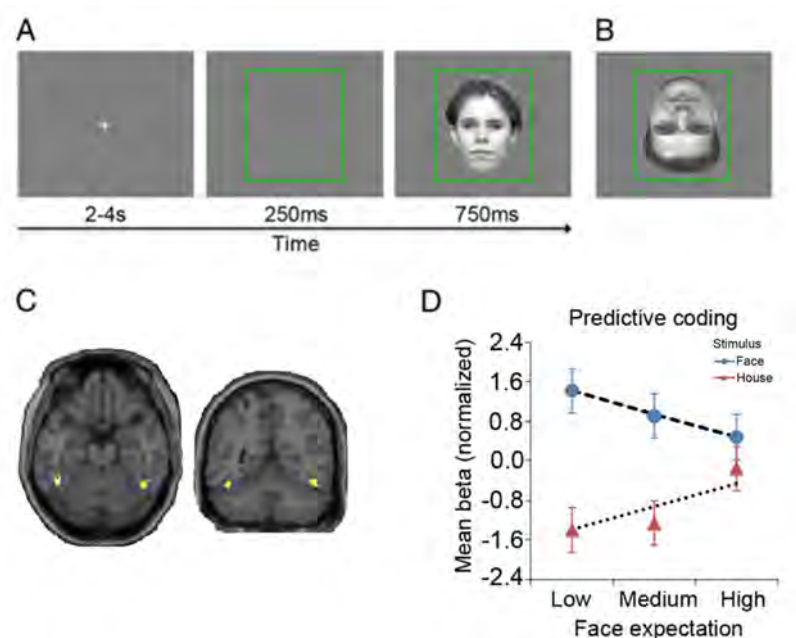 A
B
2-4s 250ms 750ms
Time
C
D
Predictive coding
Stimulus
Face
House
Mean beta (normalized)
2.4
1.6
0.8
0.0
-0.8
-1.6
-2.4
Low Medium High
Face expectation